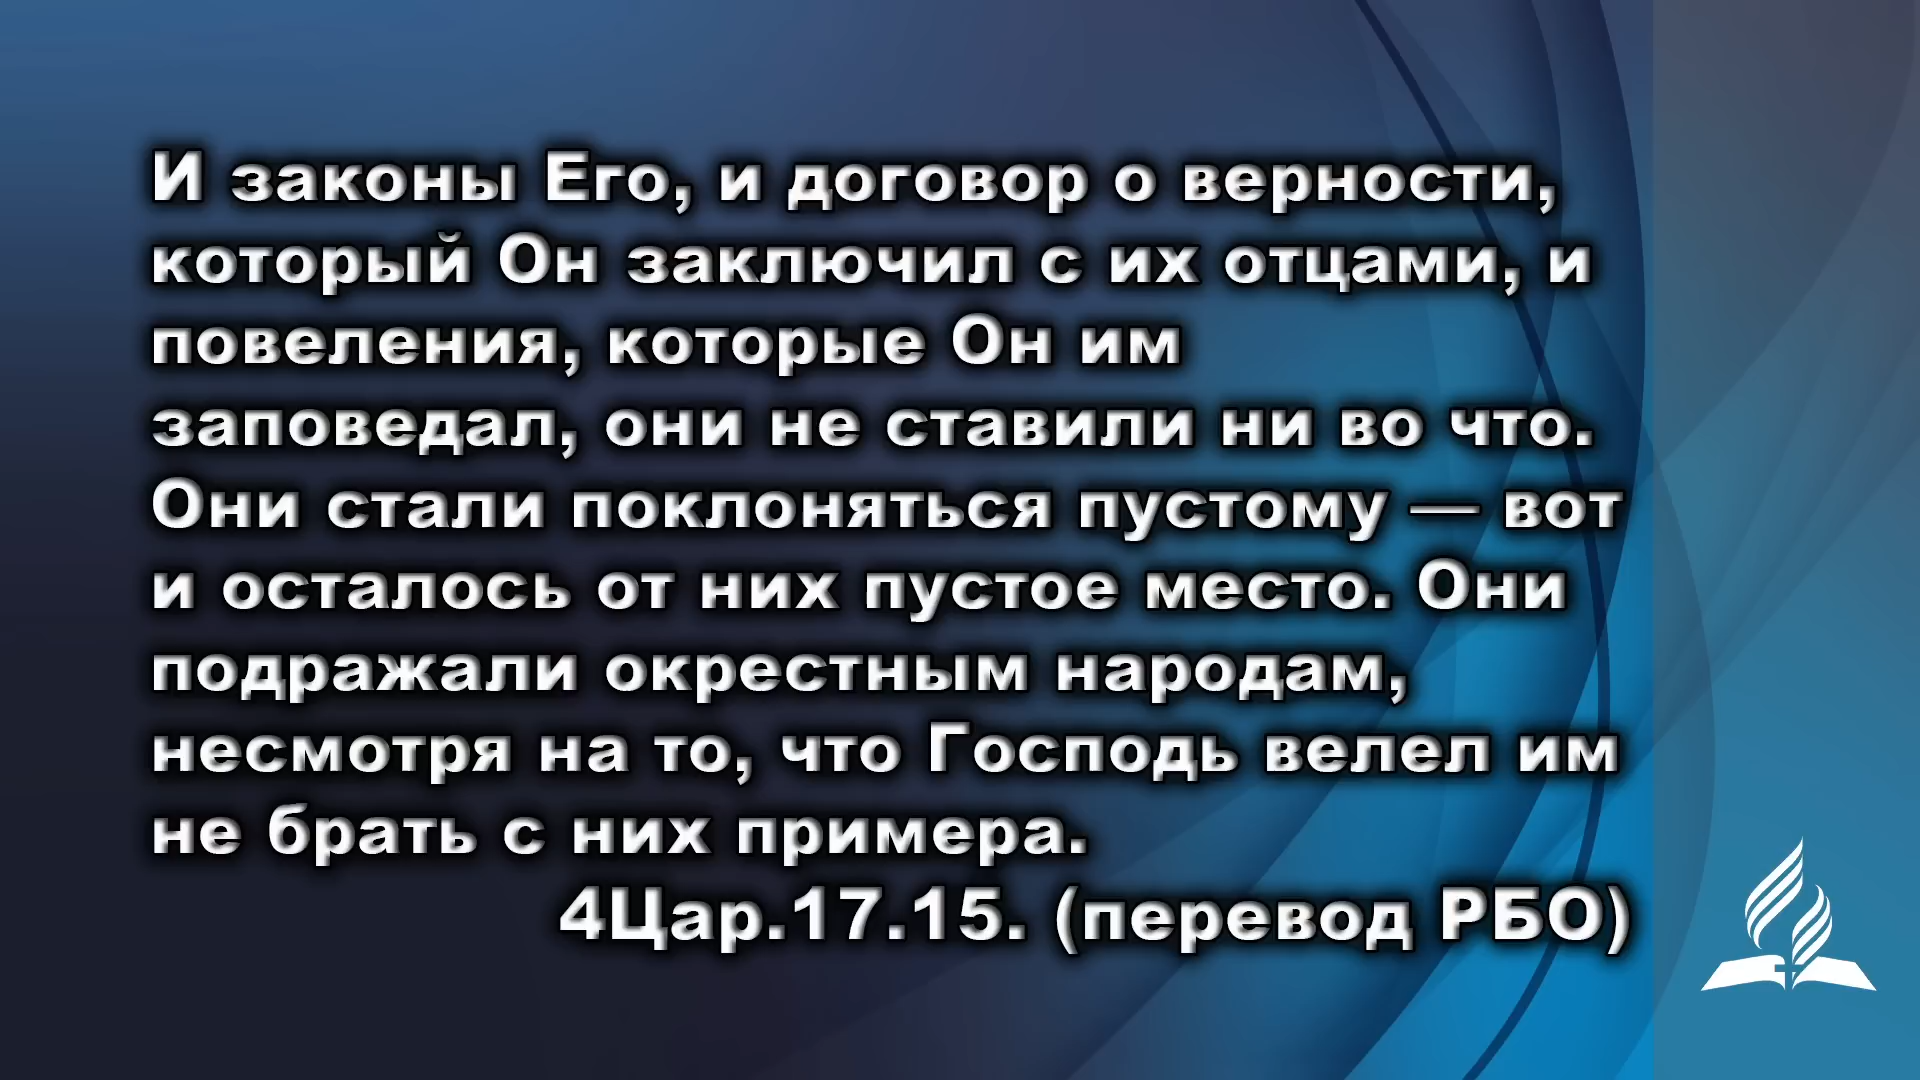 И законы Его, и договор о верности,
который Он заключил с их отцами, и
повеления, которые Он им
заповедал, они не ставили ни во что.
Они стали поклоняться пустому — вот
и осталось от них пустое место. Они
подражали окрестным народам,
несмотря на то, что Господь велел им
не брать с них примера.
4Цар.17.15. (перевод РБО)